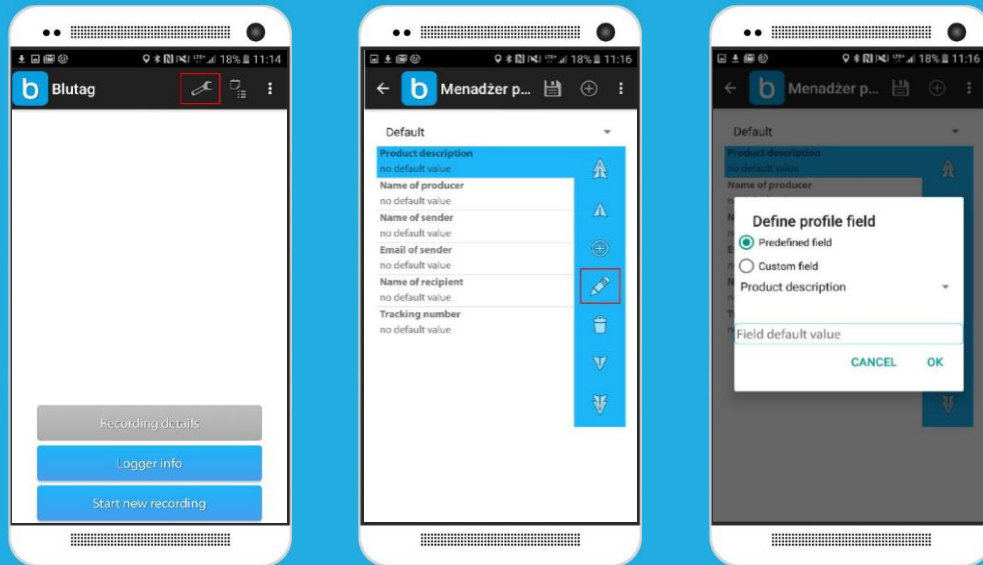 18% 11:14
b Blutag
Recording details
Logger info
Start new recording
18% 11:16
b Menadżer p...
Default
Product description
no default value
Name of producer
no default value
Name of sender
no default value
Email of sender
no default value
Name of recipient
no default value
Tracking number
no default value
18% 11:16
b Menadżer p...
Default
Product description
no default value
Name of producer
Define profile field
Predefined field
Custom field
Product description
Field default value
CANCEL OK